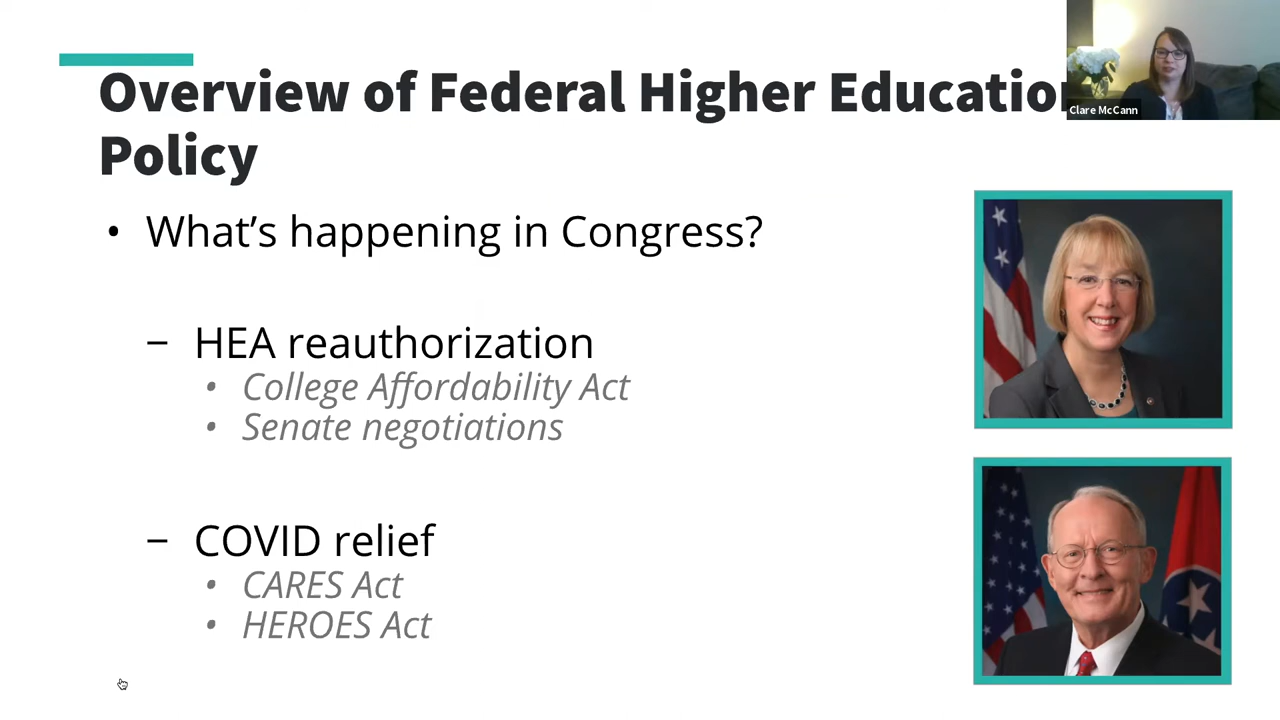 Overview of Federal Higher Education
Policy
Clare McCann
• What's happening in Congress?
– HEA reauthorization
• College Affordability Act
• Senate negotiations
– COVID relief
• CARES Act
• HEROES Act